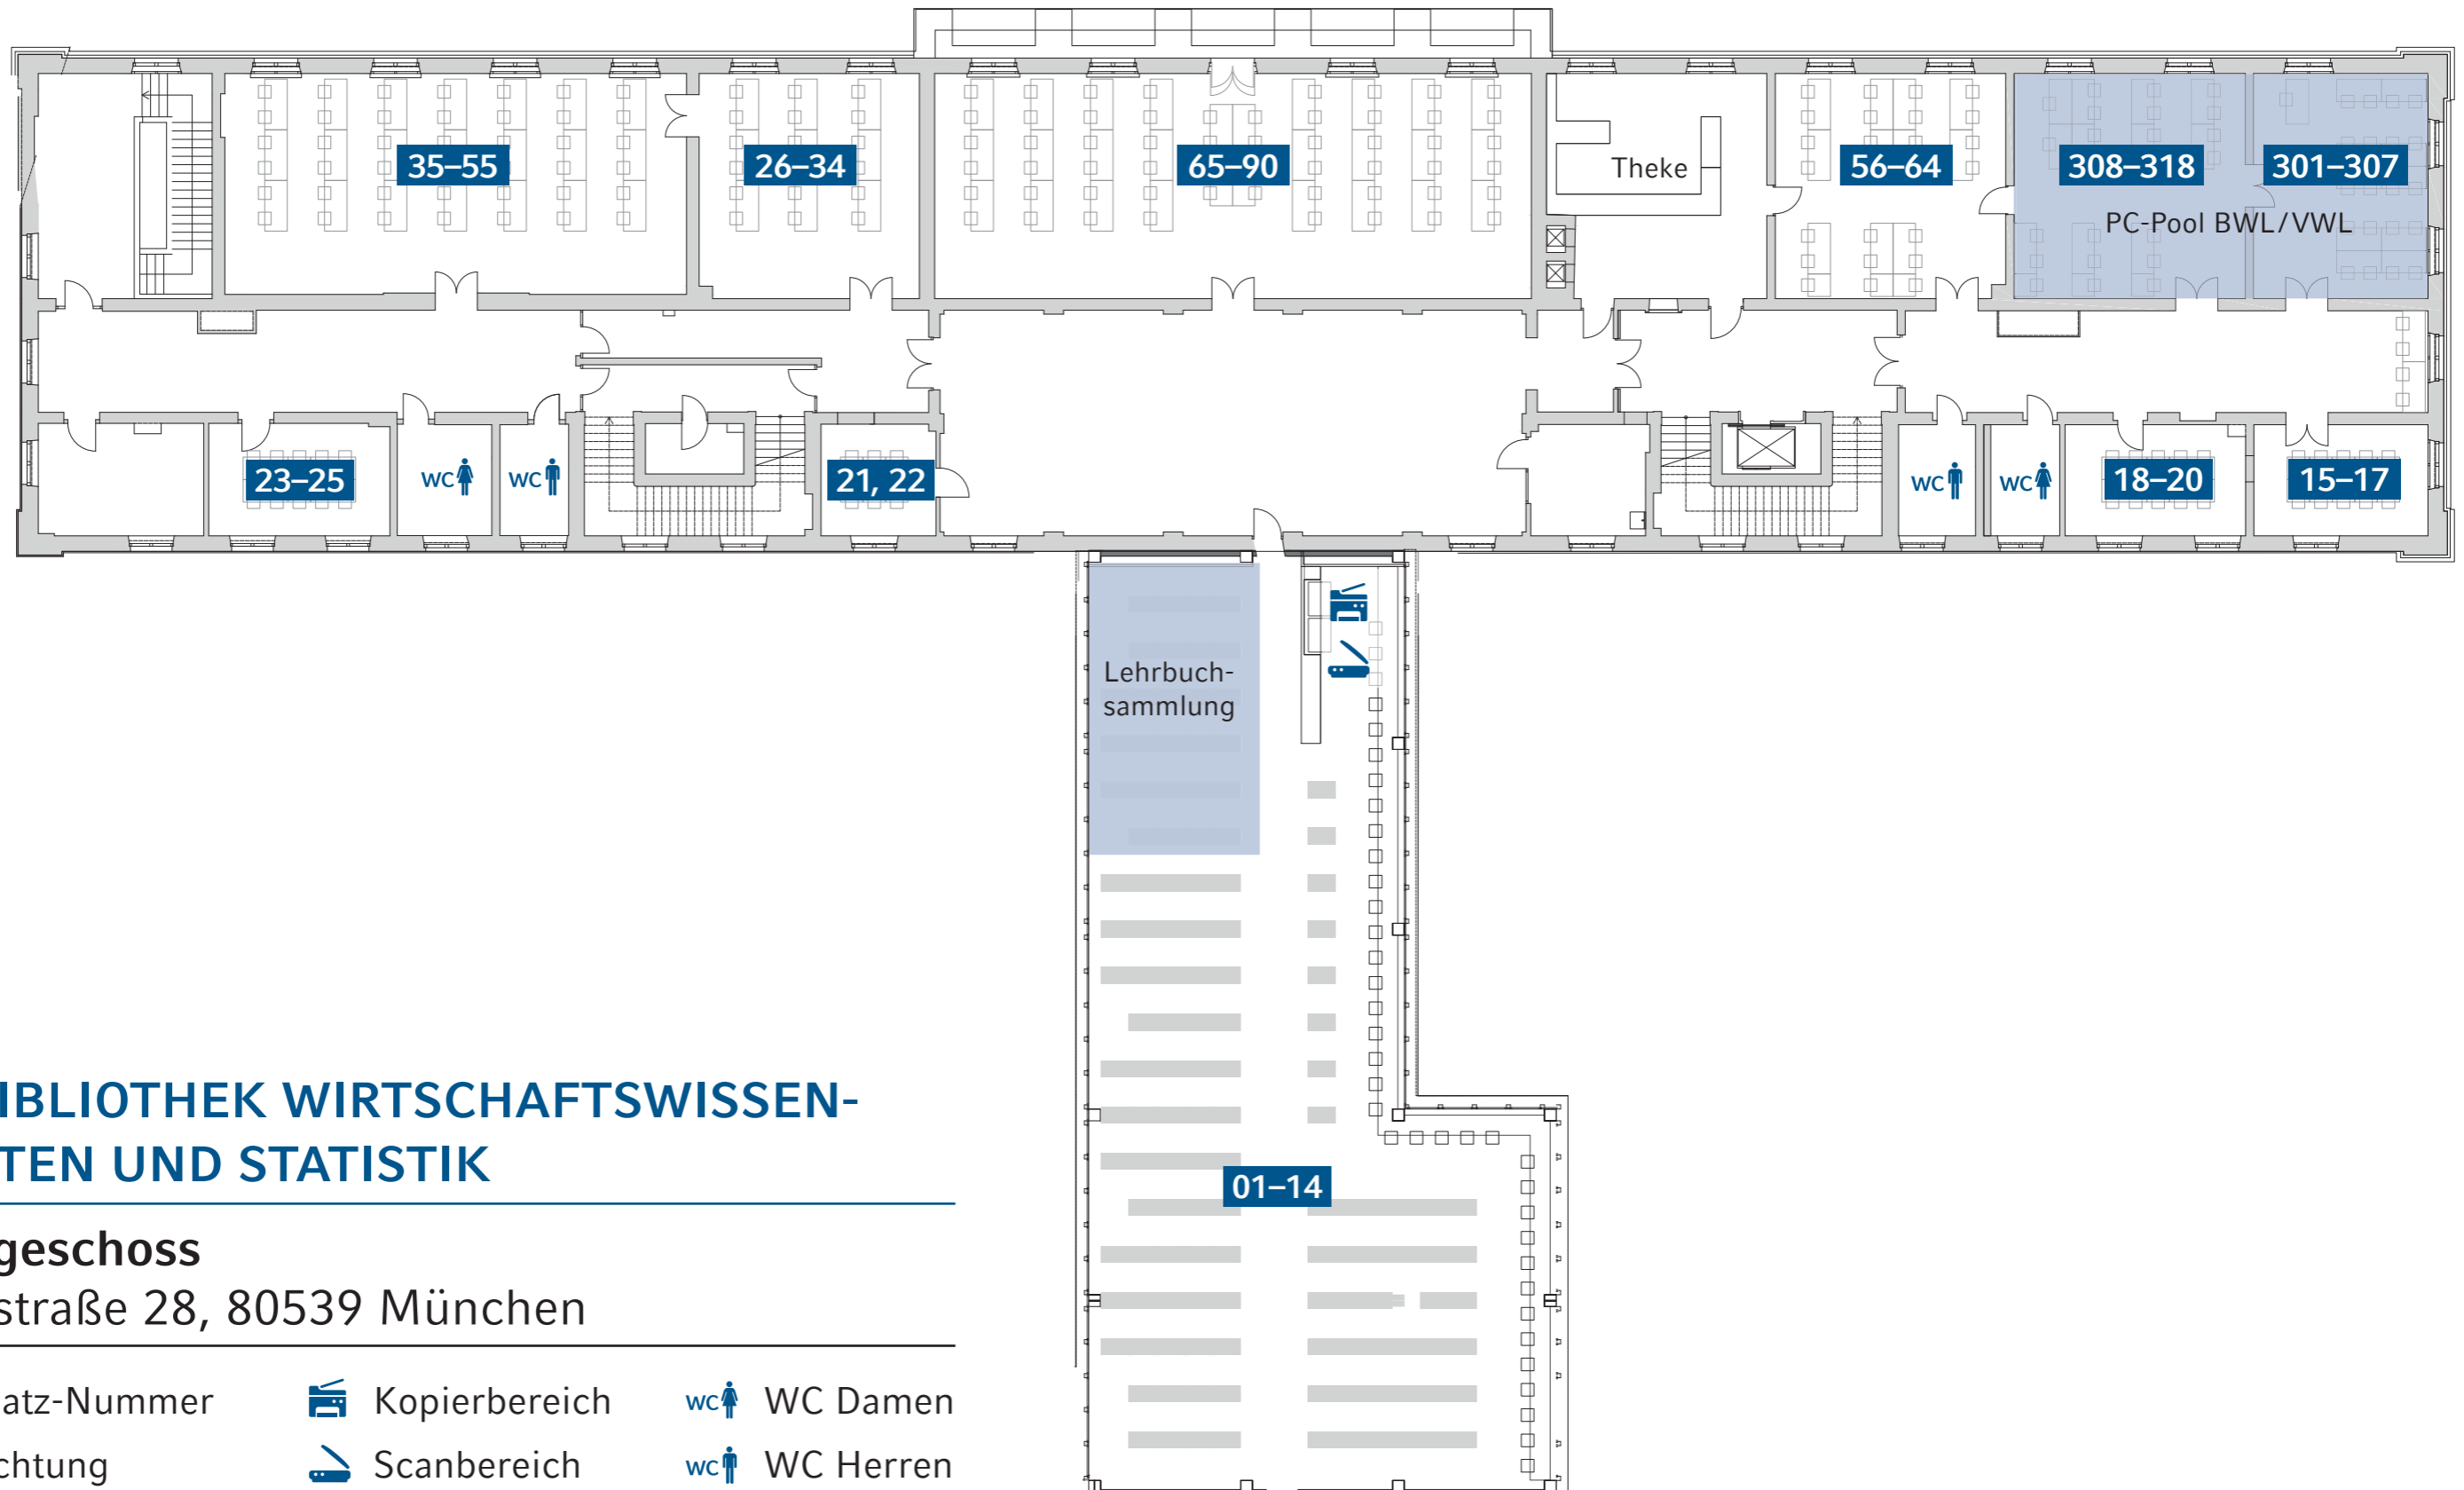 35–55
26–34
65–90
Theke
56–64
308–318
301–307
PC-Pool BWL/VWL
23–25
WC
WC
21, 22
WC
WC
18–20
15–17
Lehrbuch-
sammlung
01–14
IBLIOTHEK WIRTSCHAFTSWISSEN-
TEN UND STATISTIK
geschoss
straße 28, 80539 München
atz-Nummer
Kopierbereich
WC WC Damen
chtung
Scanbereich
WC WC Herren